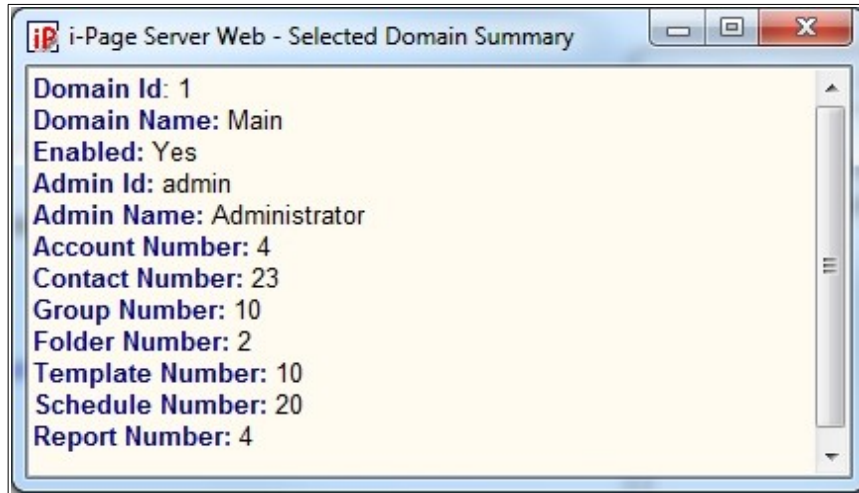 iP i-Page Server Web - Selected Domain Summary
Domain Id: 1
Domain Name: Main
Enabled: Yes
Admin Id: admin
Admin Name: Administrator
Account Number: 4
Contact Number: 23
Group Number: 10
Folder Number: 2
Template Number: 10
Schedule Number: 20
Report Number: 4